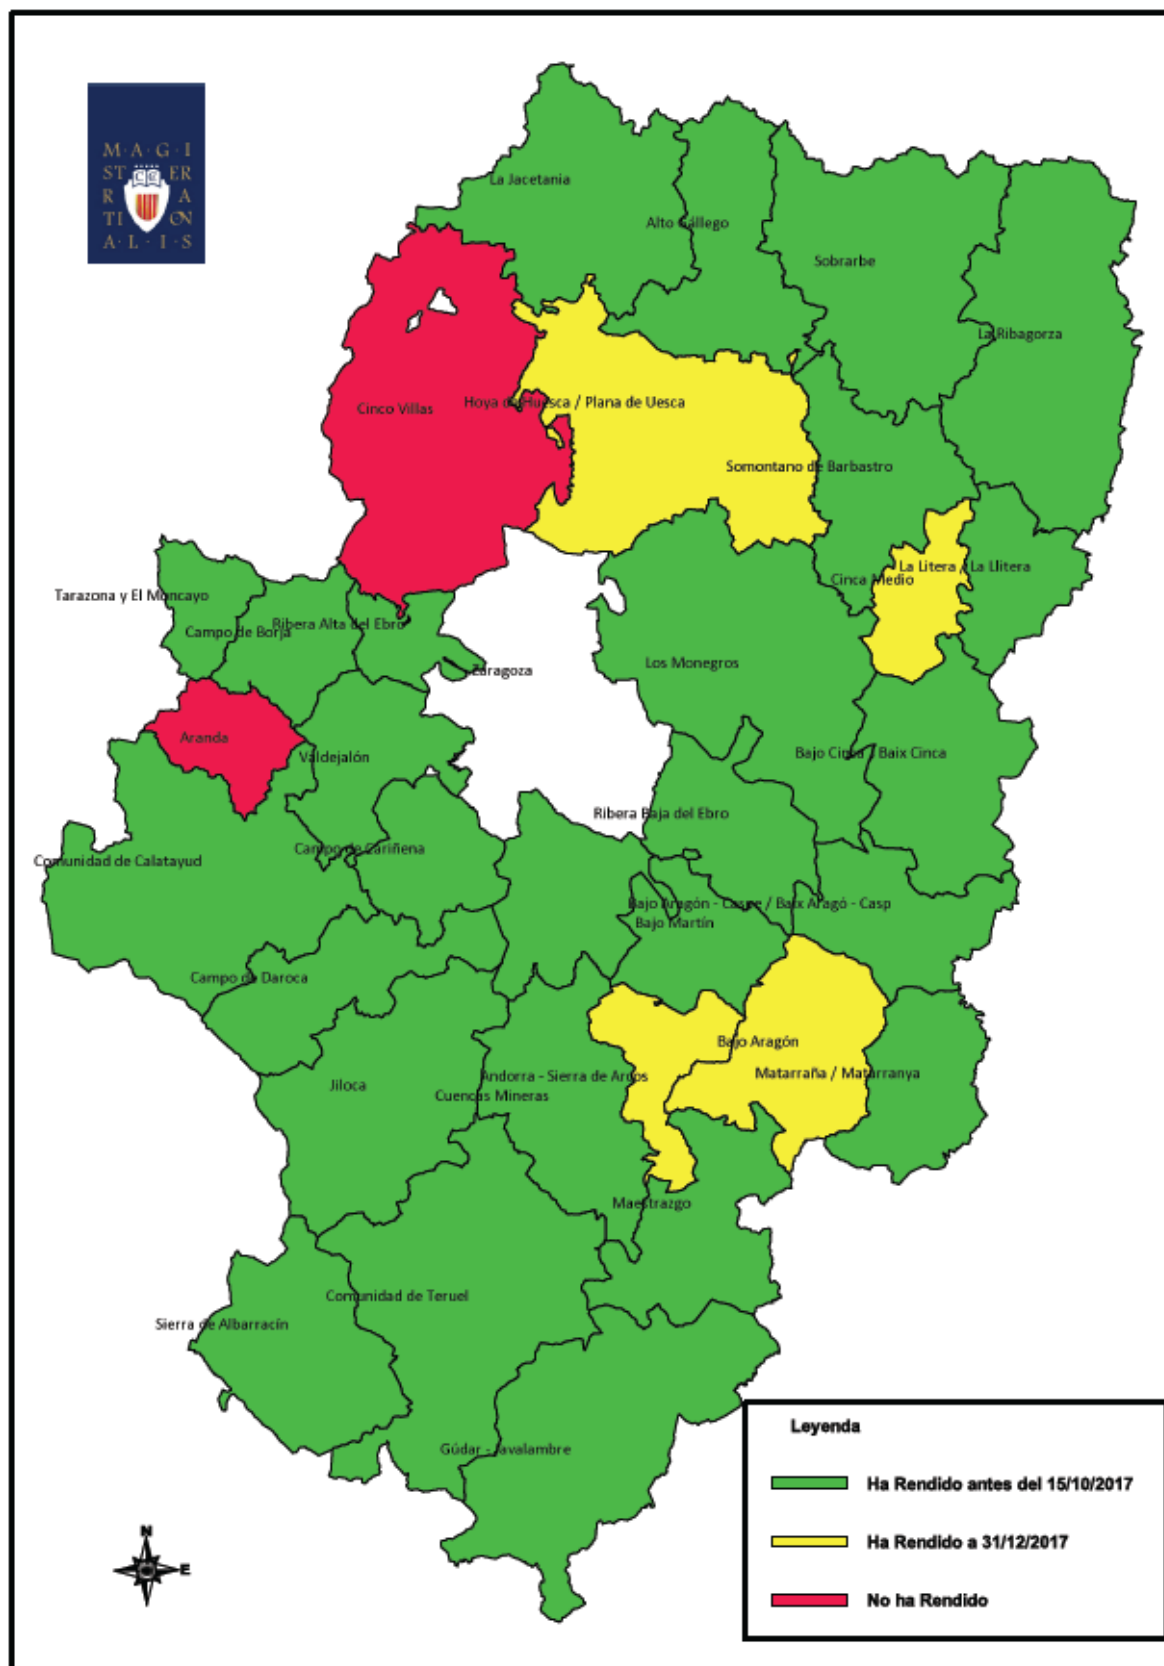 M·A·G·I
ST ER
R A
TI ON
A·L·I·S
La Jacetania
Alto Gállego
Sobrarbe
La Ribagorza
Cinco Villas
Hoya de Huesca / Plana de Uesca
Somontano de Barbastro
La Litera / La Llitera
Cinca Medio
Tarazona y El Moncayo
Ribera Alta del Ebro
Campo de Borja
Los Monegros
Zaragoza
Aranda
Valdejalón
Bajo Cinca / Baix Cinca
Ribera Baja del Ebro
Campo de Cariñena
Comunidad de Calatayud
Bajo Aragón - Caspe / Baix Aragó - Casp
Bajo Martín
Campo de Daroca
Bajo Aragón
Matarraña / Matarranya
Andorra - Sierra de Arcos
Jiloca
Cuencas Mineras
Maestrazgo
Comunidad de Teruel
Sierra de Albarracín
Gúdar - Javalambre
Leyenda
Ha Rendido antes del 15/10/2017
Ha Rendido a 31/12/2017
No ha Rendido
N
E